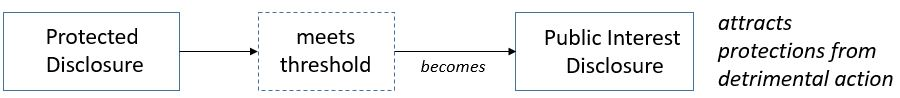 Protected
Disclosure
meets
threshold
becomes
Public Interest
Disclosure
attracts
protections from
detrimental action